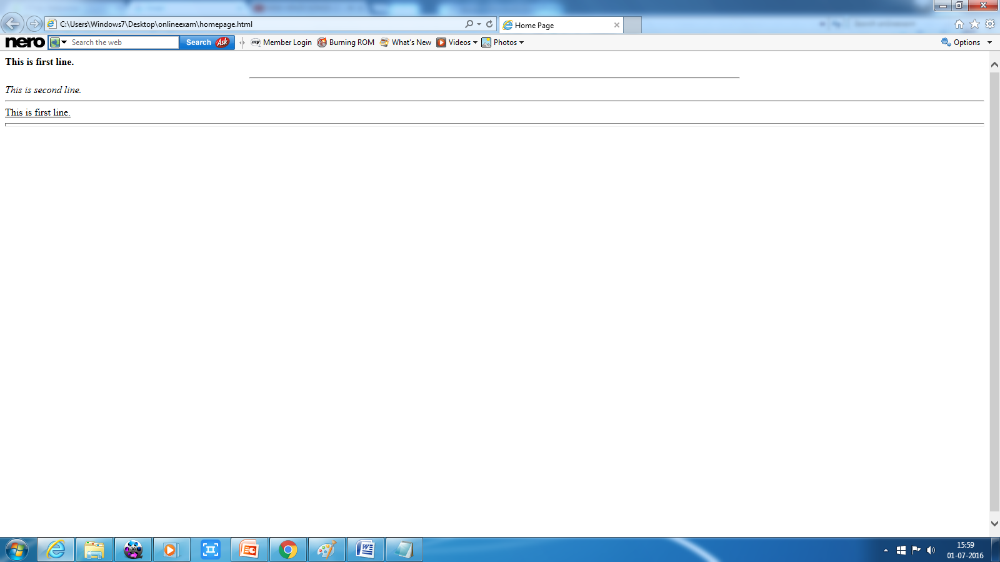 C:\Users\Windows7\Desktop\onlineexam\homepage.html
Home Page
nero Search the web Search Ask my Member Login Burning ROM What's New Videos Photos Options
This is first line.
This is second line.
This is first line.
15:59
01-07-2016